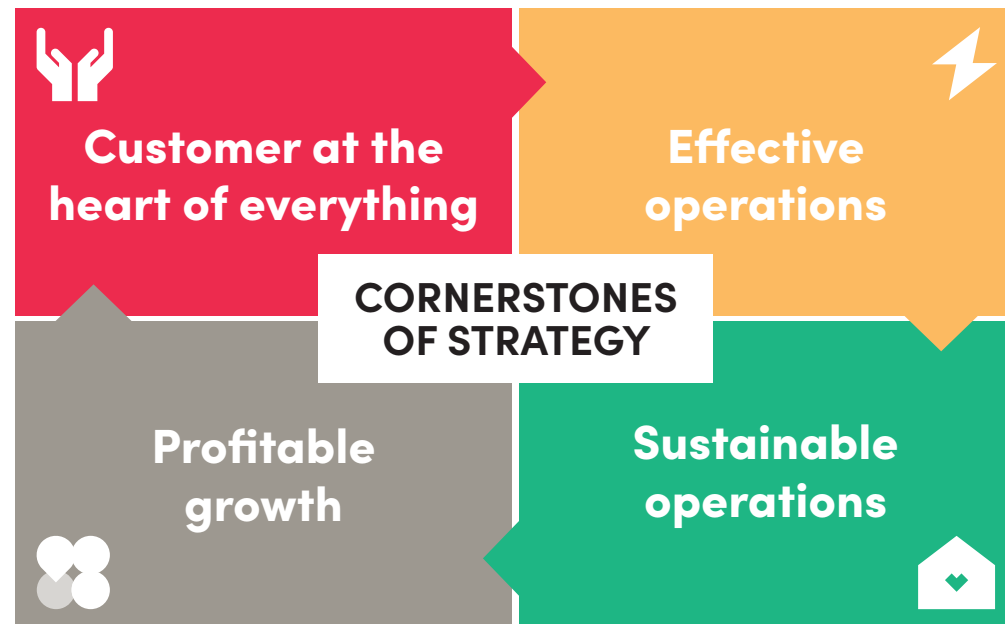 Customer at the
heart of everything
Effective
operations
CORNERSTONES
OF STRATEGY
Profitable
growth
Sustainable
operations